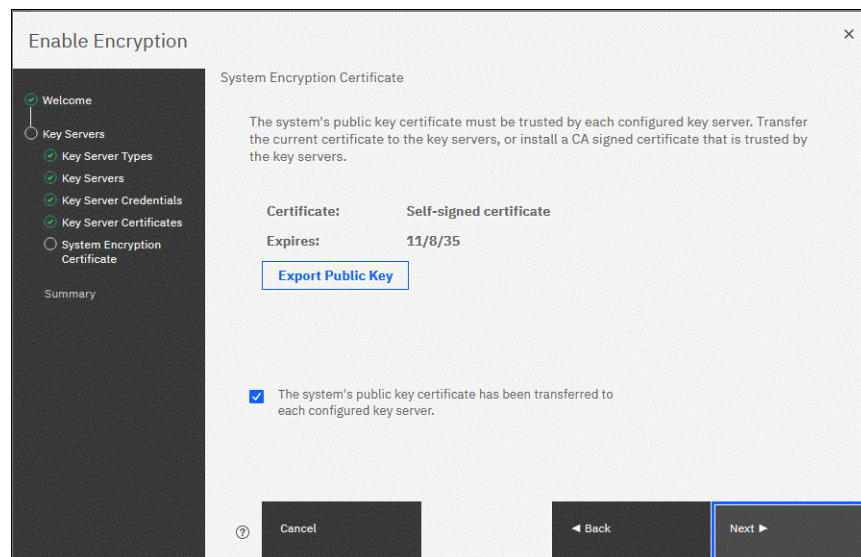 Enable Encryption
×
Welcome
Key Servers
Key Server Types
Key Servers
Key Server Credentials
Key Server Certificates
System Encryption
Certificate
Summary
System Encryption Certificate
The system's public key certificate must be trusted by each configured key server. Transfer
the current certificate to the key servers, or install a CA signed certificate that is trusted by
the key servers.
Certificate: Self-signed certificate
Expires: 11/8/35
Export Public Key
The system's public key certificate has been transferred to
each configured key server.
?
Cancel
◄ Back
Next ►